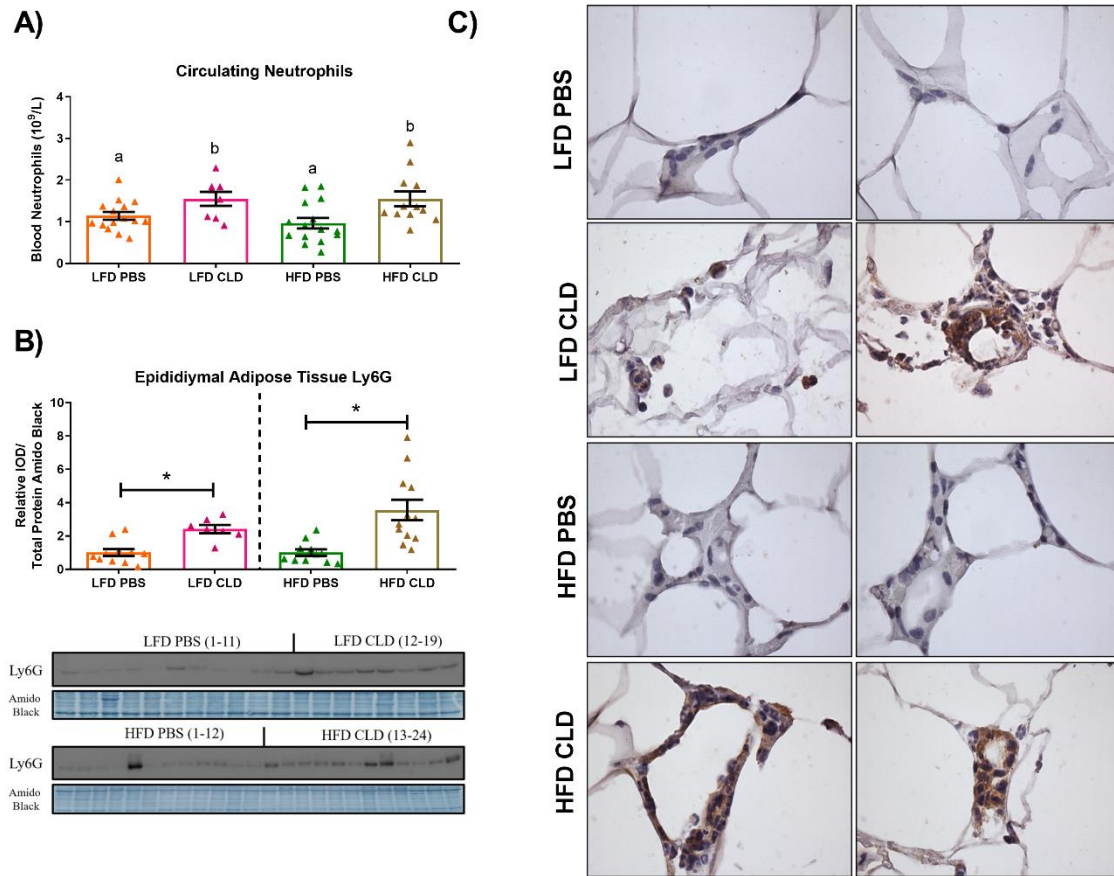 A)
Circulating Neutrophils
Blood Neutrophils (10⁹/L)
4
3
2
1
0
a
b
a
b
LFD PBS
LFD CLD
HFD PBS
HFD CLD
B)
Epididiymal Adipose Tissue Ly6G
Relative IOD/
Total Protein Amido Black
10
8
6
4
2
0
*
*
LFD PBS
LFD CLD
HFD PBS
HFD CLD
LFD PBS (1-11)
LFD CLD (12-19)
Ly6G
Amido
Black
HFD PBS (1-12)
HFD CLD (13-24)
Ly6G
Amido
Black
C)
LFD PBS
LFD CLD
HFD PBS
HFD CLD